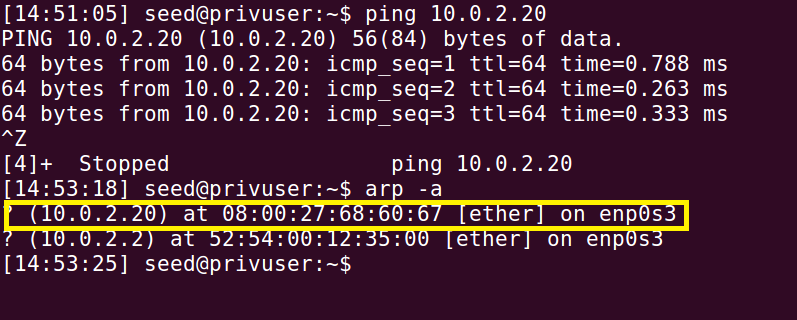 [14:51:05] seed@privuser:~$ ping 10.0.2.20
PING 10.0.2.20 (10.0.2.20) 56(84) bytes of data.
64 bytes from 10.0.2.20: icmp_seq=1 ttl=64 time=0.788 ms
64 bytes from 10.0.2.20: icmp_seq=2 ttl=64 time=0.263 ms
64 bytes from 10.0.2.20: icmp_seq=3 ttl=64 time=0.333 ms
^Z
[4]+  Stopped                 ping 10.0.2.20
[14:53:18] seed@privuser:~$ arp -a
? (10.0.2.20) at 08:00:27:68:60:67 [ether] on enp0s3
? (10.0.2.2) at 52:54:00:12:35:00 [ether] on enp0s3
[14:53:25] seed@privuser:~$